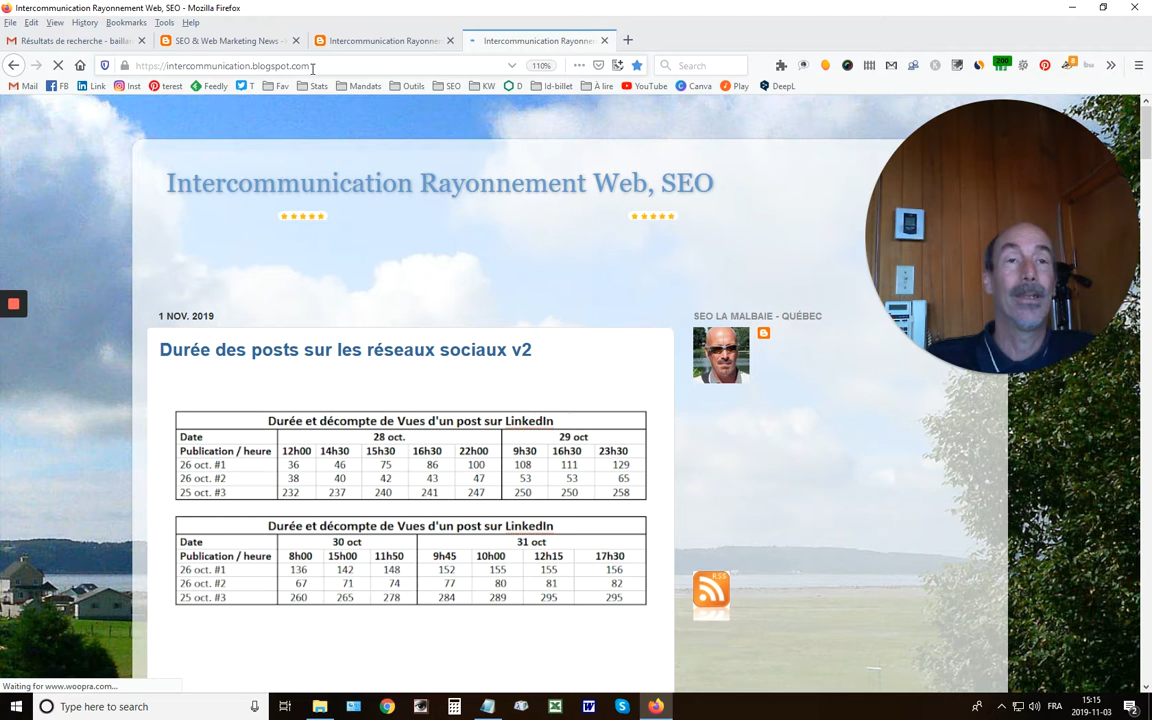 Intercommunication Rayonnement Web, SEO - Mozilla Firefox
File Edit View History Bookmarks Tools Help
Résultats de recherche - baillan
SEO & Web Marketing News -
Intercommunication Rayonnem
Intercommunication Rayonnem
https://intercommunication.blogspot.com
110%
Search
200
8
Mail FB Link Inst terest Feedly T Fav Stats Mandats Outils SEO KW D Id-billet À lire YouTube Canva Play DeepL
Intercommunication Rayonnement Web, SEO
1 NOV. 2019
SEO LA MALBAIE - QUÉBEC
Durée des posts sur les réseaux sociaux v2
Durée et décompte de Vues d'un post sur LinkedIn
Date 28 oct. 29 oct
Publication / heure 12h00 14h30 15h30 16h30 22h00 9h30 16h30 23h30
26 oct. #1 36 46 75 86 100 108 111 129
26 oct. #2 38 40 42 43 47 53 53 65
25 oct. #3 232 237 240 241 247 250 250 258
Durée et décompte de Vues d'un post sur LinkedIn
Date 30 oct 31 oct
Publication / heure 8h00 15h00 11h50 9h45 10h00 12h15 17h30
26 oct. #1 136 142 148 152 155 155 156
26 oct. #2 67 71 74 77 80 81 82
25 oct. #3 260 265 278 284 289 295 295
RSS
Waiting for www.woopra.com...
Type here to search
FRA
15:15
2019-11-03
2